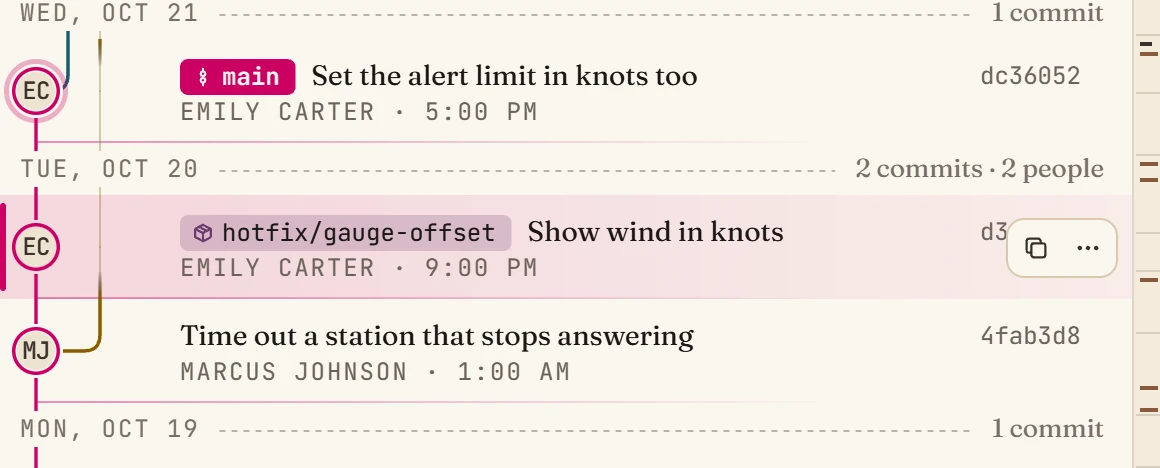 WED, OCT 21 1 commit
EC main Set the alert limit in knots too dc36052
EMILY CARTER · 5:00 PM
TUE, OCT 20 2 commits · 2 people
EC hotfix/gauge-offset Show wind in knots d3
EMILY CARTER · 9:00 PM
MJ Time out a station that stops answering 4fab3d8
MARCUS JOHNSON · 1:00 AM
MON, OCT 19 1 commit